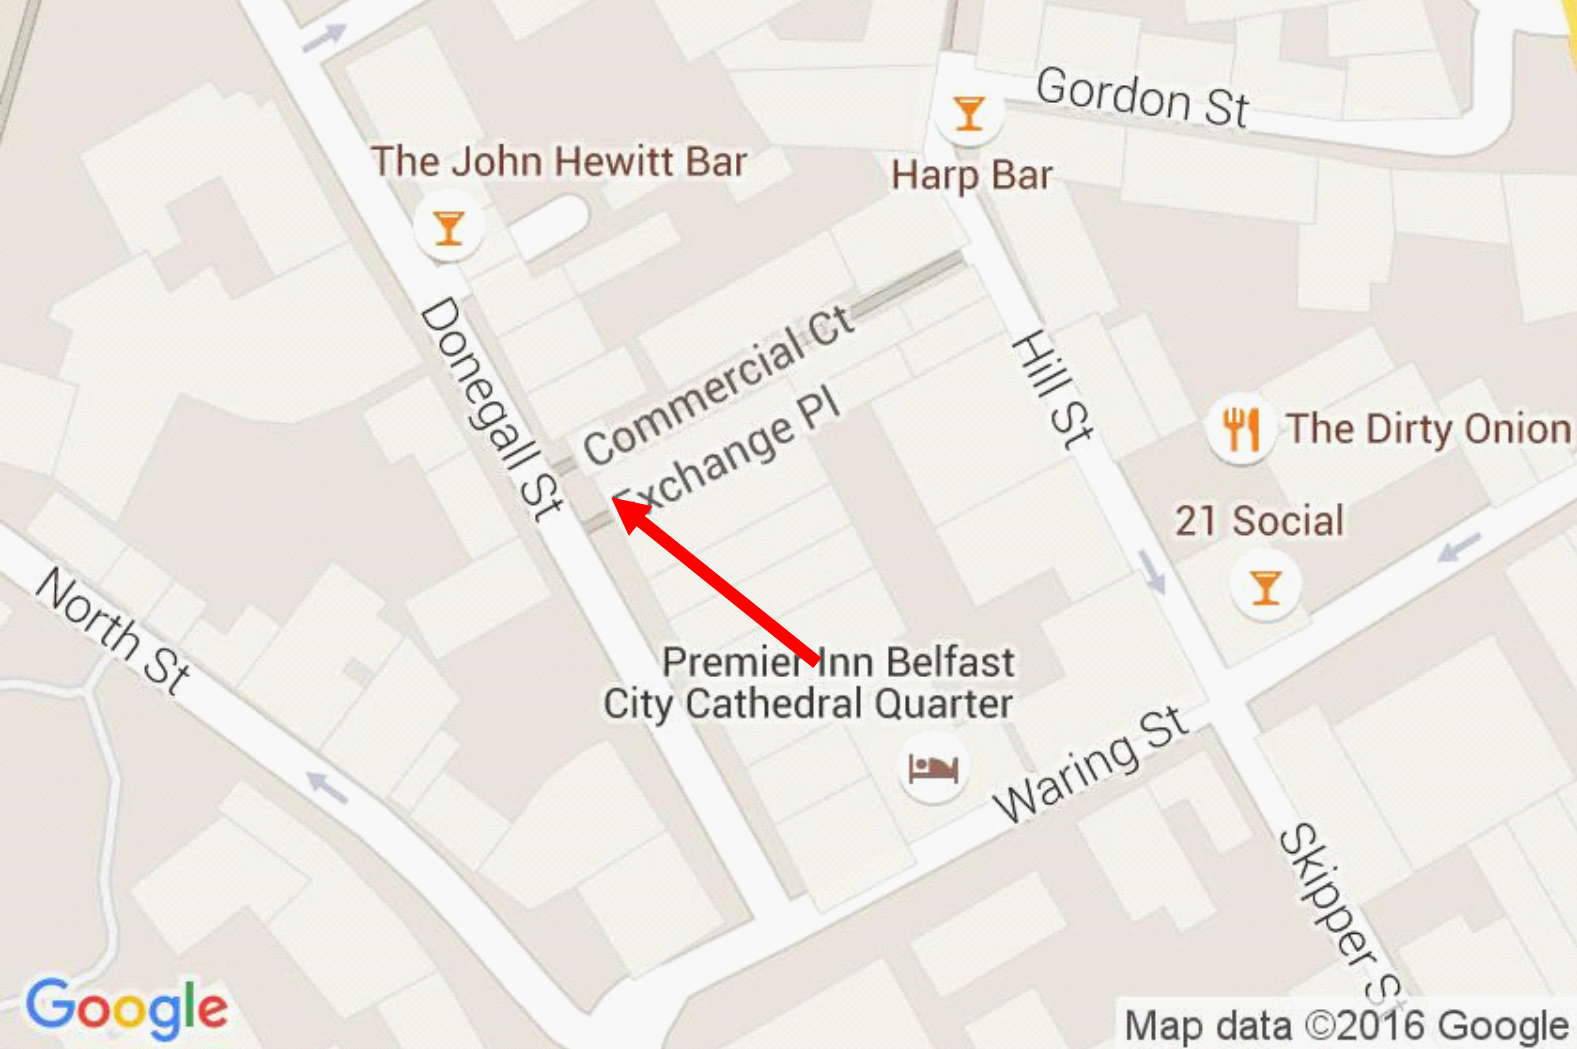 Gordon St
The John Hewitt Bar
Harp Bar
Donegall St
Commercial Ct
Exchange Pl
Hill St
The Dirty Onion
21 Social
North St
Premier Inn Belfast
City Cathedral Quarter
Waring St
Skipper St
Google
Map data ©2016 Google